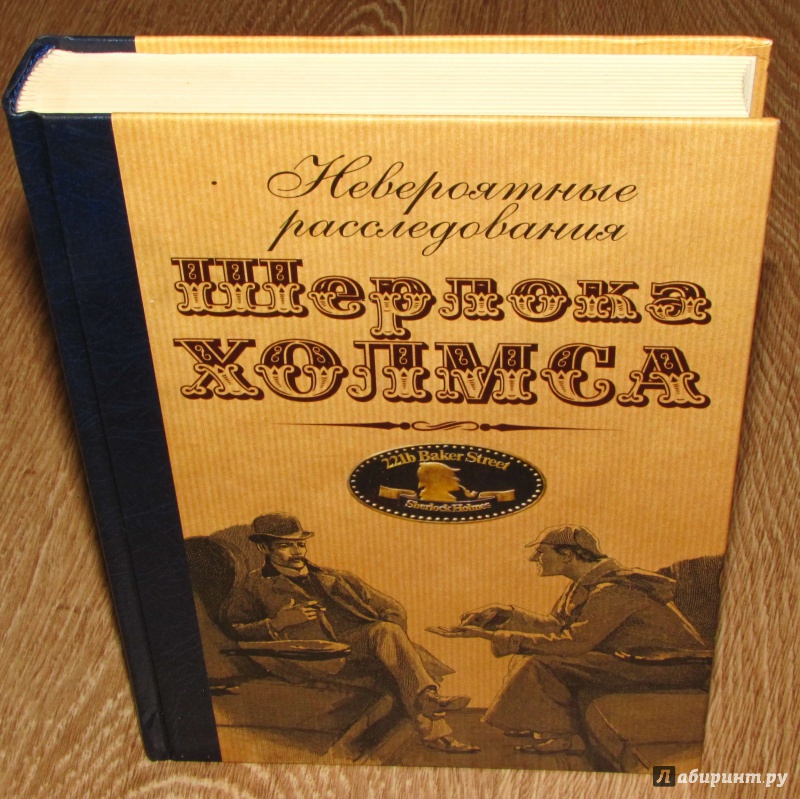 Невероятные
расследования
Шерлока
ХОЛМСА
221b Baker Street
Sherlock Holmes
Лабиринт.ру